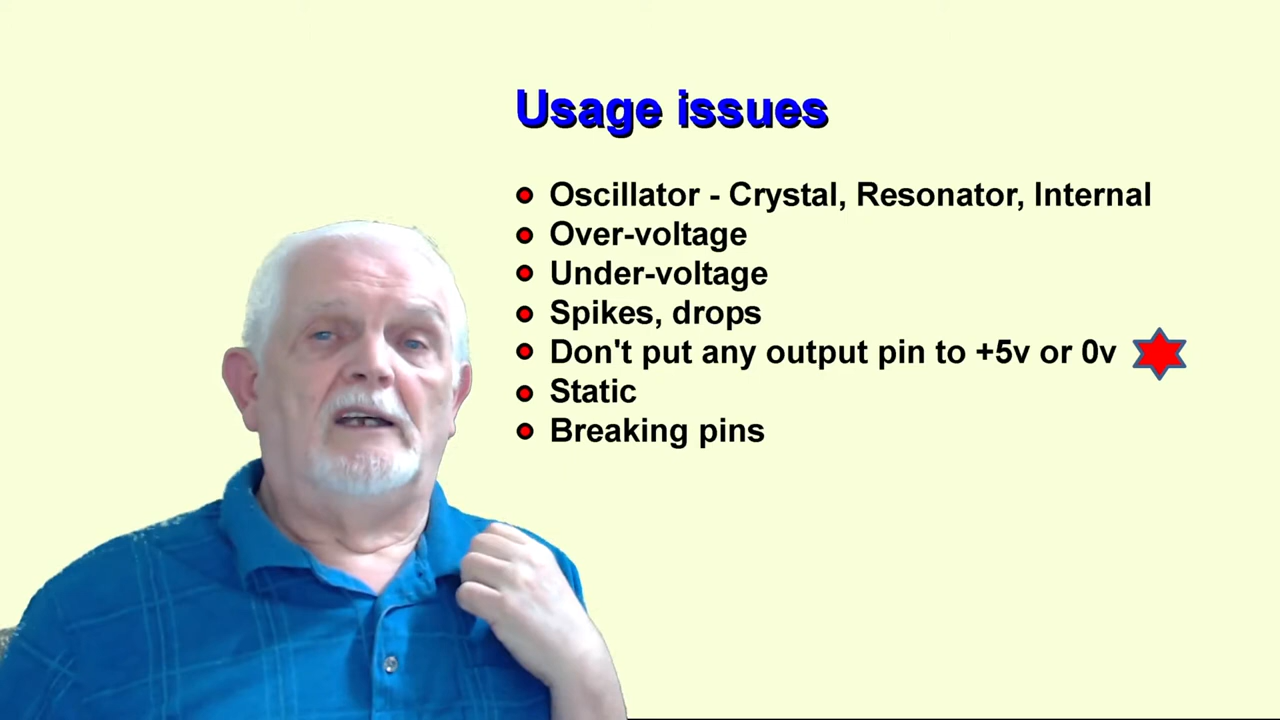 Usage issues
Oscillator - Crystal, Resonator, Internal
Over-voltage
Under-voltage
Spikes, drops
Don't put any output pin to +5v or 0v
Static
Breaking pins